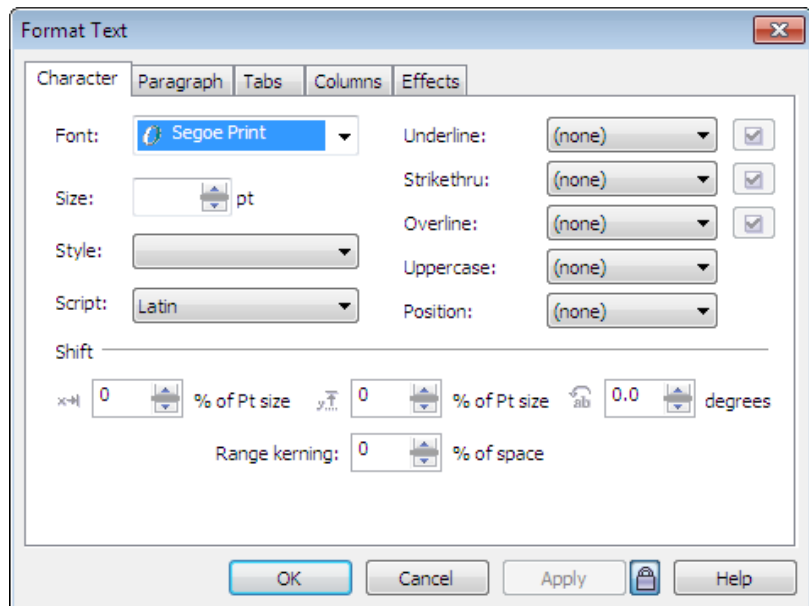 Format Text
Character Paragraph Tabs Columns Effects
Font: Segoe Print Underline: (none)
Strikethru: (none)
Size: pt
Overline: (none)
Style:
Uppercase: (none)
Script: Latin
Position: (none)
Shift
x 0 % of Pt size y 0 % of Pt size ab 0.0 degrees
Range kerning: 0 % of space
OK Cancel Apply Help